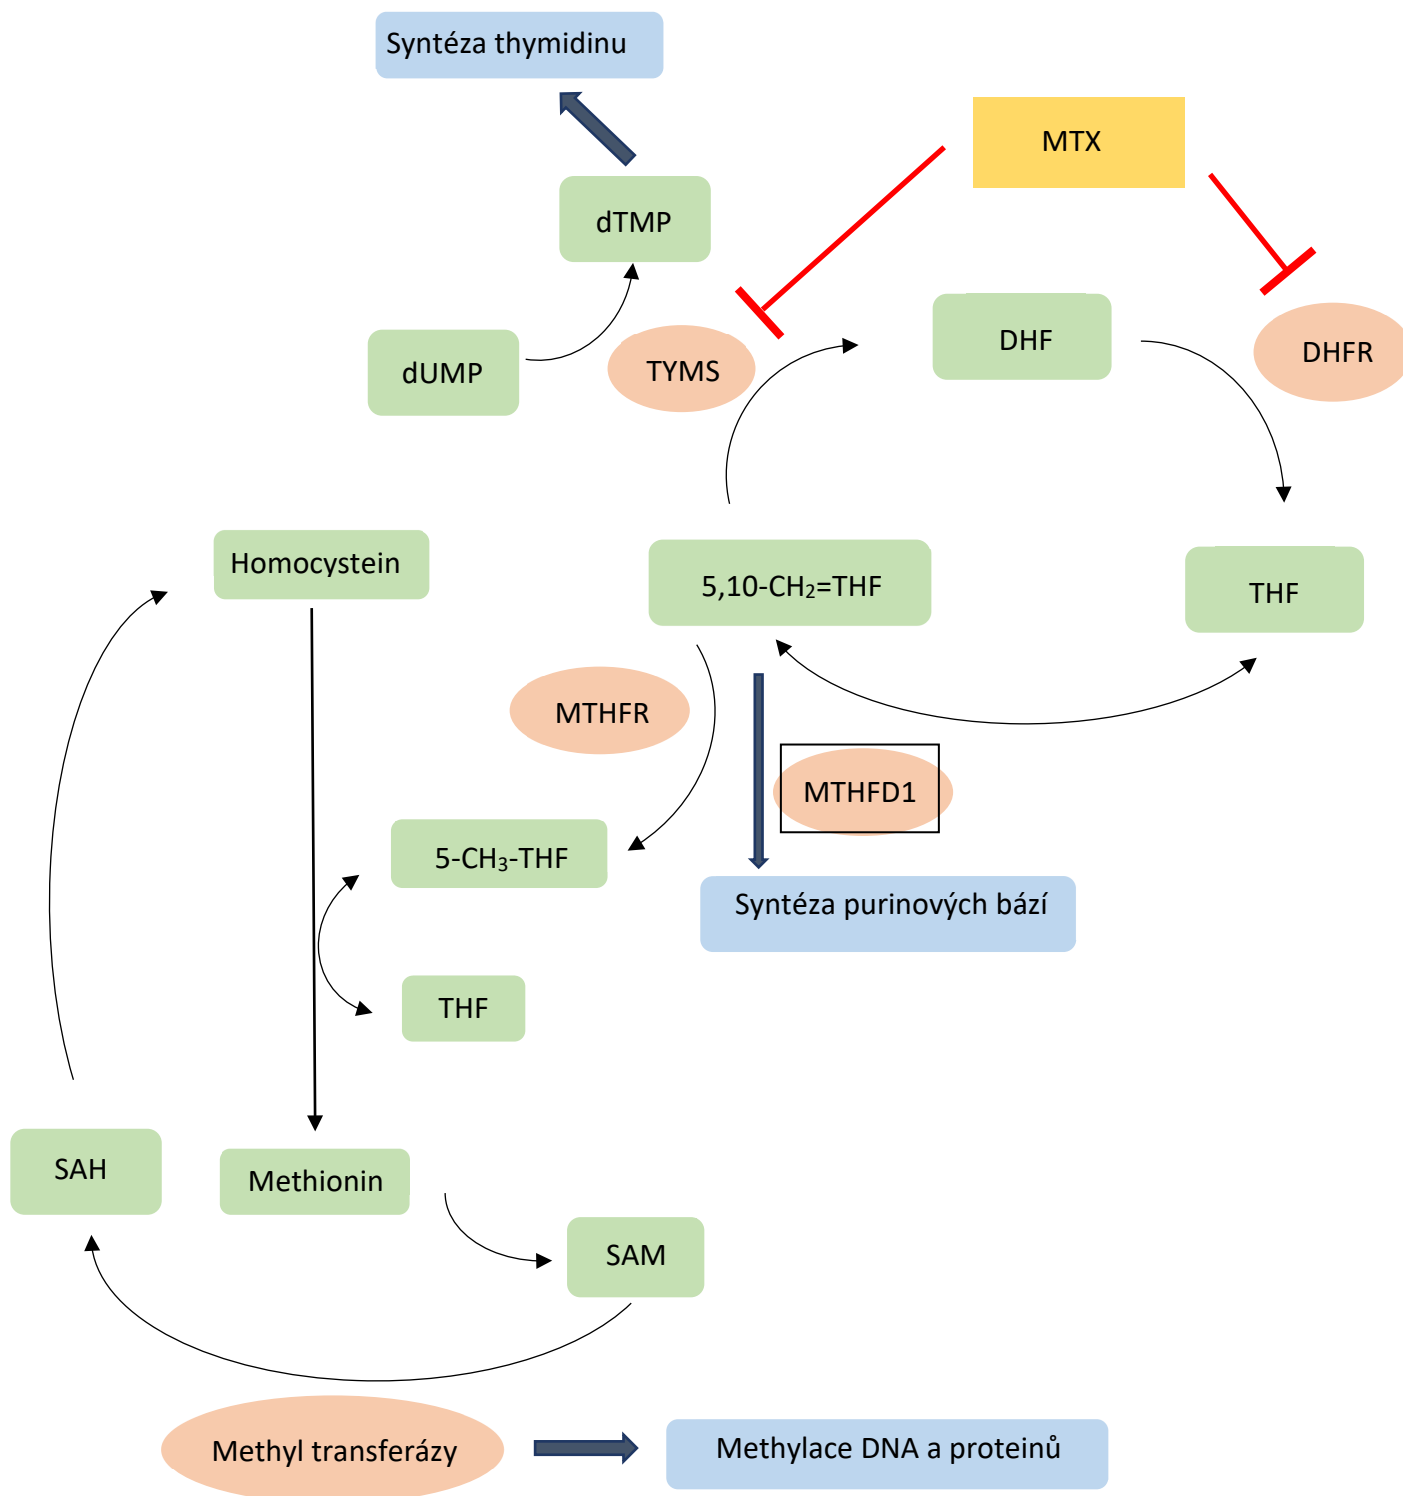 Syntéza thymidinu
MTX
dTMP
DHF
TYMS
DHFR
dUMP
Homocystein
5,10-CH₂=THF
THF
MTHFR
MTHFD1
5-CH₃-THF
Syntéza purinových bází
THF
SAH
Methionin
SAM
Methyl transferázy
Methylace DNA a proteinů